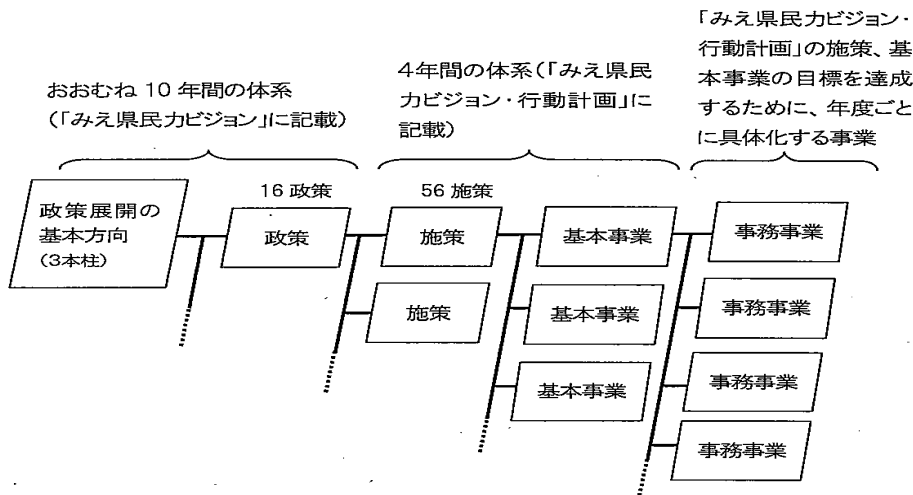 おおむね 10 年間の体系
(「みえ県民力ビジョン」に記載)
4年間の体系(「みえ県民
力ビジョン・行動計画」に
記載)
「みえ県民力ビジョン・
行動計画」の施策、基
本事業の目標を達成
するために、年度ごと
に具体化する事業
16 政策
56 施策
政策展開の
基本方向
(3本柱)
政策
施策
基本事業
事務事業
施策
基本事業
事務事業
基本事業
事務事業
事務事業